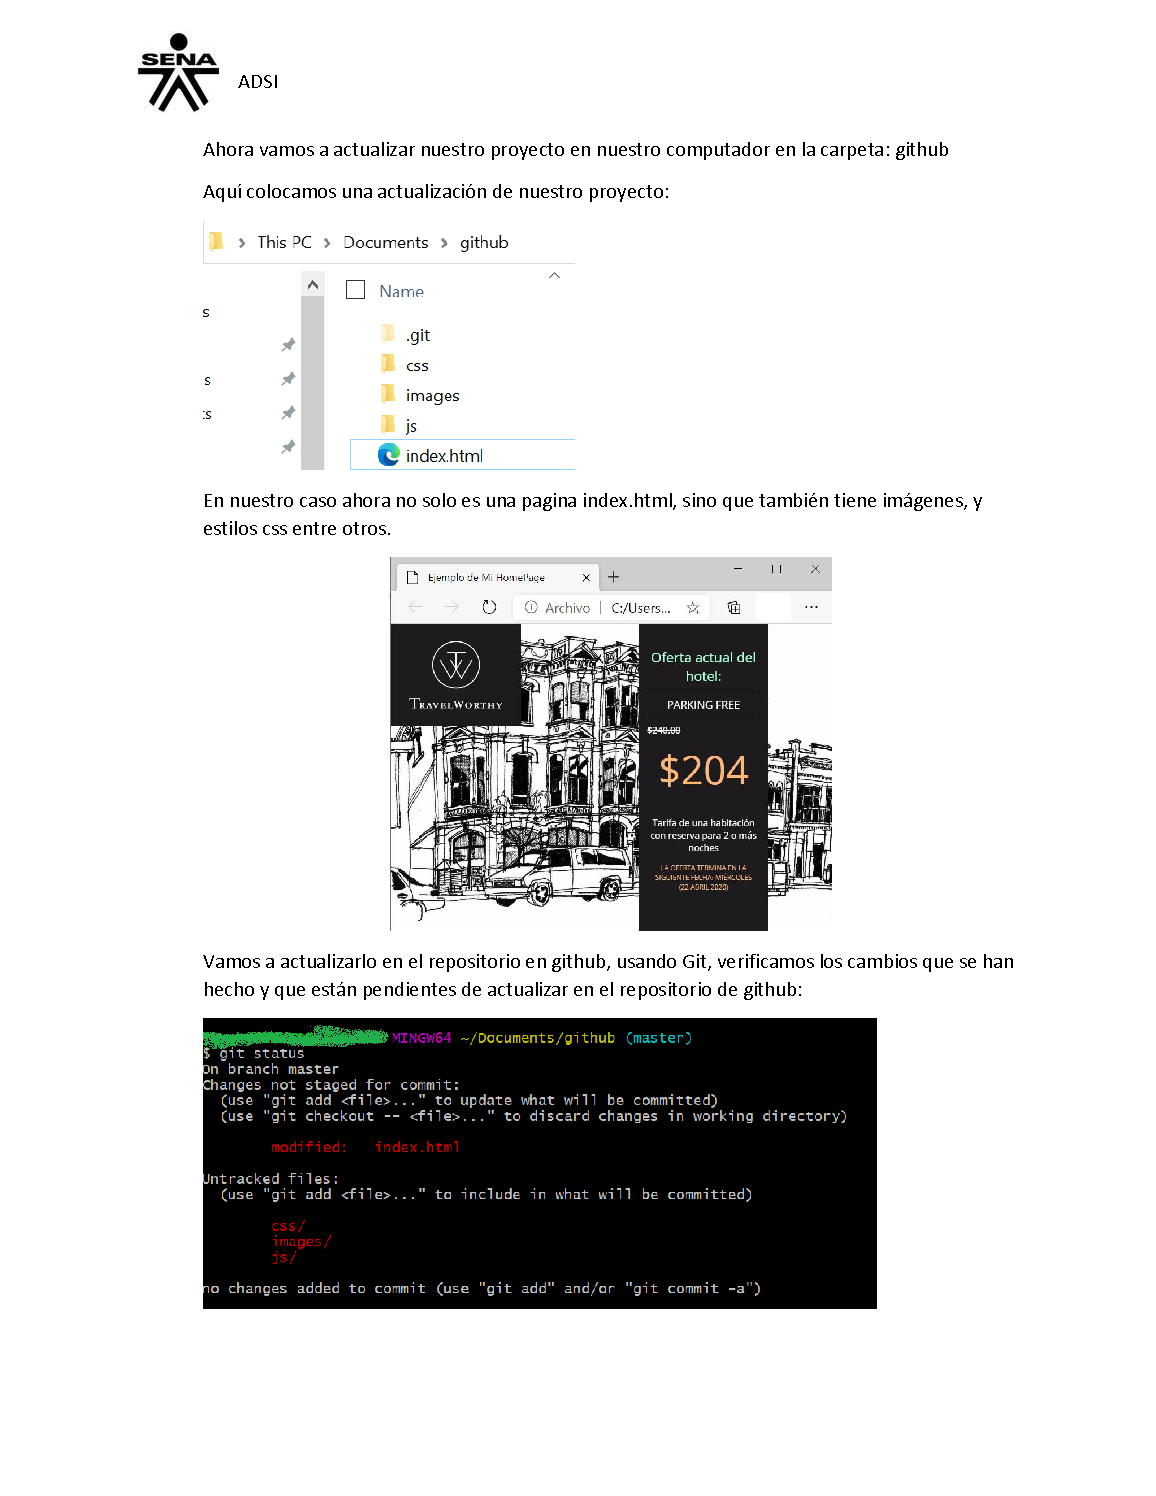 SENA
ADSI
Ahora vamos a actualizar nuestro proyecto en nuestro computador en la carpeta: github
Aquí colocamos una actualización de nuestro proyecto:
This PC > Documents > github
Name
s
.git
css
s
images
ts
js
index.html
En nuestro caso ahora no solo es una pagina index.html, sino que también tiene imágenes, y
estilos css entre otros.
Ejemplo de Mi HomePage
Archivo | C:/Users...
TW
TRAVELWORTHY
Oferta actual del
hotel:
PARKING FREE
$240.00
$204
Tarifa de una habitación
con reserva para 2 o más
noches
LA OFERTA TERMINA EN LA
SIGUIENTE FECHA: MIERCOLES
(22 ABRIL 2020)
Vamos a actualizarlo en el repositorio en github, usando Git, verificamos los cambios que se han
hecho y que están pendientes de actualizar en el repositorio de github:
MINGW64 ~/Documents/github (master)
$ git status
On branch master
Changes not staged for commit:
(use "git add <file>..." to update what will be committed)
(use "git checkout -- <file>..." to discard changes in working directory)
modified: index.html
Untracked files:
(use "git add <file>..." to include in what will be committed)
css/
images/
js/
no changes added to commit (use "git add" and/or "git commit -a")